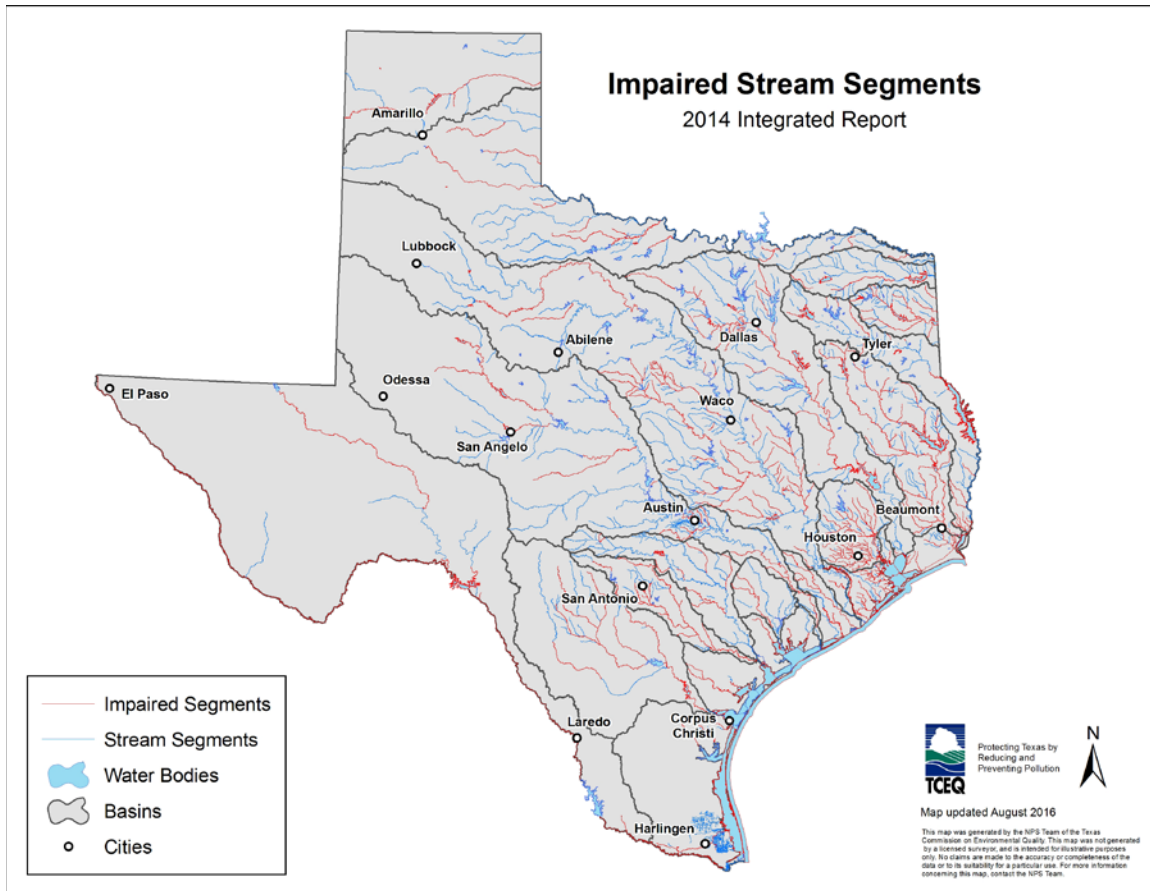 Impaired Stream Segments
2014 Integrated Report
Amarillo
Lubbock
Abilene
Dallas
Tyler
El Paso
Odessa
Waco
San Angelo
Austin
Beaumont
Houston
San Antonio
Laredo
Corpus
Christi
Harlingen
Impaired Segments
Stream Segments
Water Bodies
Basins
Cities
TCEQ
Protecting Texas by
Reducing and
Preventing Pollution
N
Map updated August 2016
This map was generated by the NPS Team of the Texas
Commission on Environmental Quality. This map was not generated
by a licensed surveyor, and is intended for illustrative purposes
only. No claims are made to the accuracy or completeness of the
data or to its suitability for a particular use. For more information
concerning this map, contact the NPS Team.